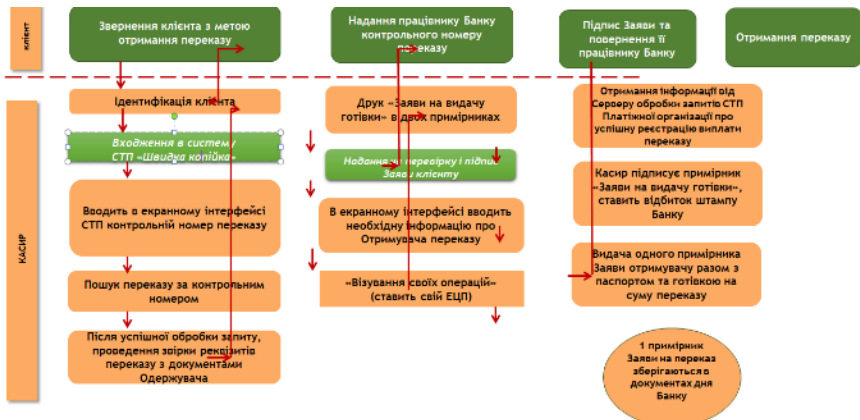 КЛІЄНТ
Звернення клієнта з метою
отримання переказу
Надання працівнику Банку
контрольного номеру
переказу
Підпис Заяви та
повернення її
працівнику Банку
Отримання переказу
КАСИР
Ідентифікація клієнта
Входження в систему
СТП «Швидка копійка»
Вводить в екранному інтерфейсі
СТП контрольній номер переказу
Пошук переказу за контрольним
номером
Після успішної обробки запиту,
проведення звірки реквізитів
переказу з документами
Одержувача
Друк «Заяви на видачу
готівки» в двох примірниках
Надання на перевірку і підпис
Заяви клієнту
В екранному інтерфейсі вводить
необхідну інформацію про
Отримувача переказу
«Візування своїх операцій»
(ставить свій ЕЦП)
Отримання інформації від
Серверу обробки запитів СТП
Платіжної організації про
успішну реєстрацію виплати
переказу
Касир підписує примірник
«Заяви на видачу готівки»,
ставить відбиток штампу
Банку
Видача одного примірника
Заяви отримувачу разом з
паспортом та готівкою на
суму переказу
1 примірник
Заяви на переказ
зберігаються в
документах дня
Банку